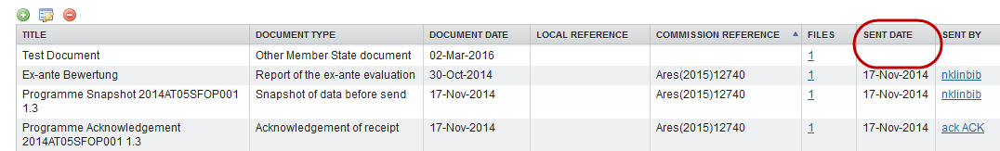 TITLE DOCUMENT TYPE DOCUMENT DATE LOCAL REFERENCE COMMISSION REFERENCE FILES SENT DATE SENT BY
Test Document Other Member State document 02-Mar-2016 1
Ex-ante Bewertung Report of the ex-ante evaluation 30-Oct-2014 Ares(2015)12740 1 17-Nov-2014 nklinbib
Programme Snapshot 2014AT05SFOP001 Snapshot of data before send 17-Nov-2014 Ares(2015)12740 1 17-Nov-2014 nklinbib
1.3
Programme Acknowledgement Acknowledgement of receipt 17-Nov-2014 Ares(2015)12740 1 17-Nov-2014 ack ACK
2014AT05SFOP001 1.3